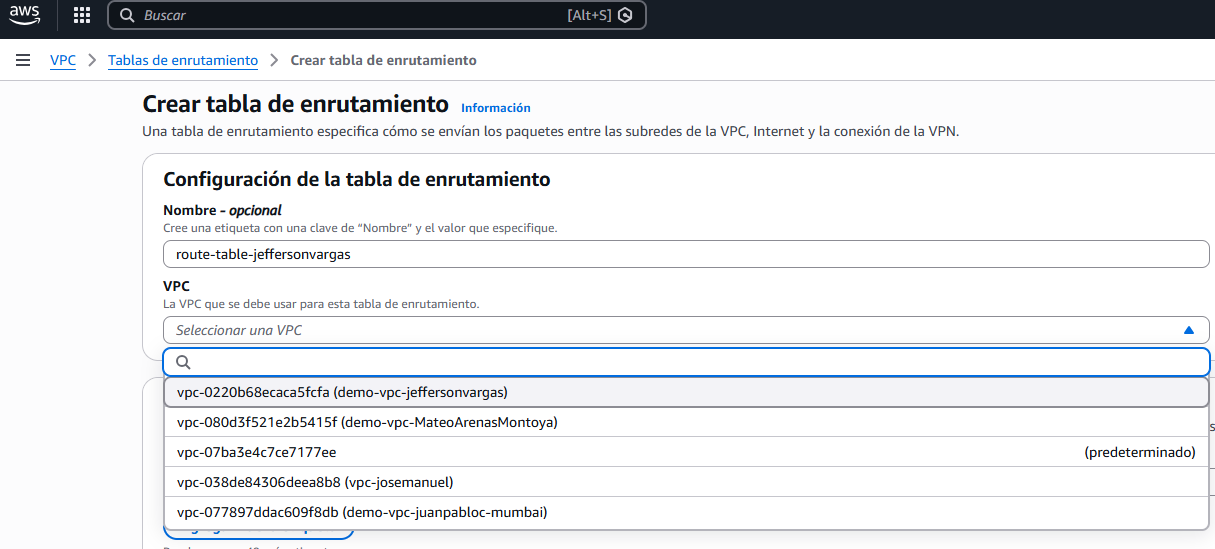 aws
Buscar [Alt+S]
VPC > Tablas de enrutamiento > Crear tabla de enrutamiento
Crear tabla de enrutamiento Información
Una tabla de enrutamiento especifica cómo se envían los paquetes entre las subredes de la VPC, Internet y la conexión de la VPN.
Configuración de la tabla de enrutamiento
Nombre - opcional
Cree una etiqueta con una clave de “Nombre” y el valor que especifique.
route-table-jeffersonvargas
VPC
La VPC que se debe usar para esta tabla de enrutamiento.
Seleccionar una VPC
vpc-0220b68ecaca5fcfa (demo-vpc-jeffersonvargas)
vpc-080d3f521e2b5415f (demo-vpc-MateoArenasMontoya)
vpc-07ba3e4c7ce7177ee (predeterminado)
vpc-038de84306deea8b8 (vpc-josemanuel)
vpc-077897ddac609f8db (demo-vpc-juanpabloc-mumbai)